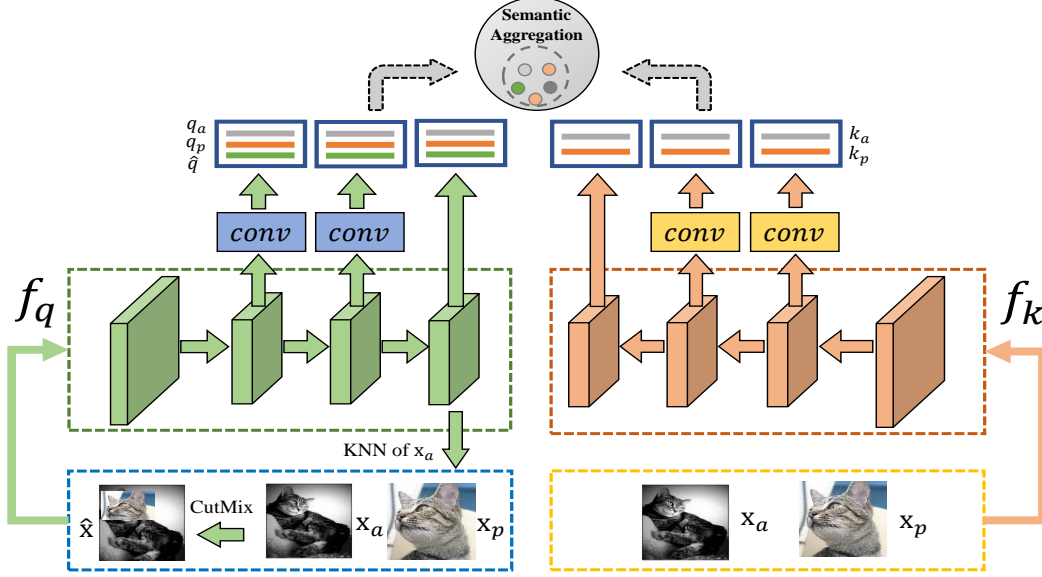 Semantic
Aggregation
q_a
q_p
q̂
k_a
k_p
conv
conv
conv
conv
f_q
f_k
KNN of x_a
CutMix
x̂
x_a
x_p
x_a
x_p